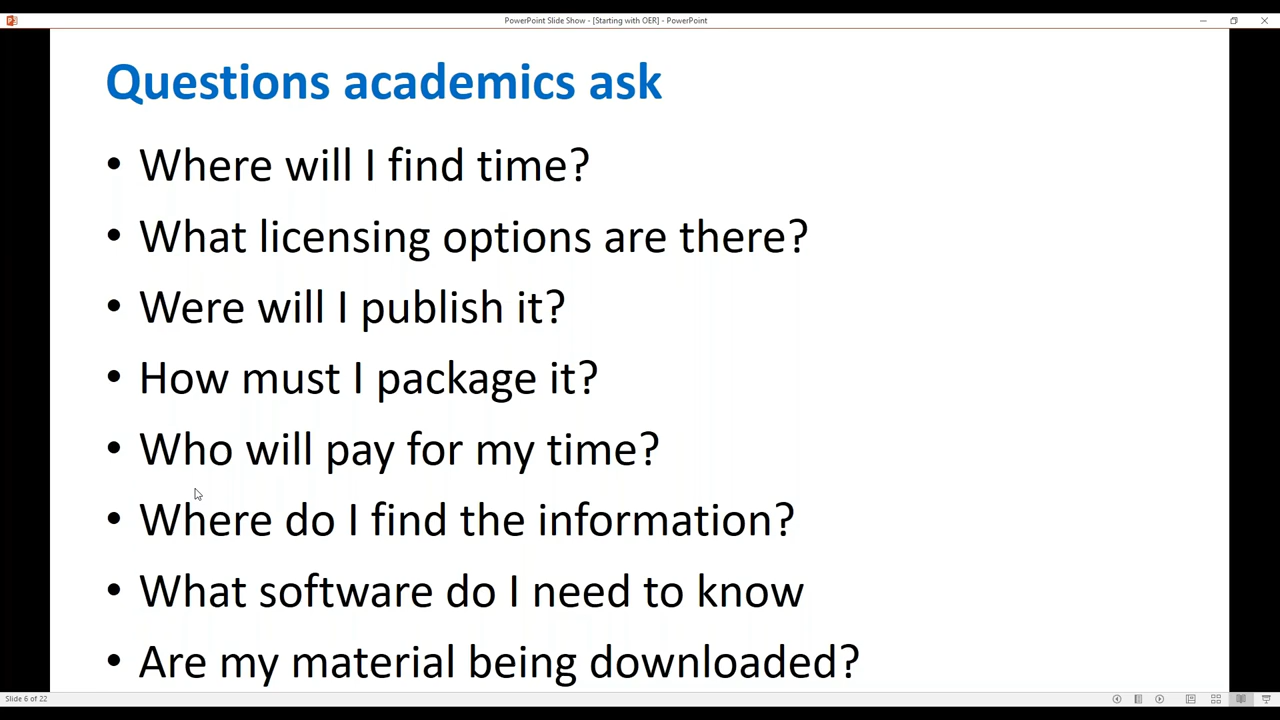 PowerPoint Slide Show - [Starting with OER] - PowerPoint
Questions academics ask
• Where will I find time?
• What licensing options are there?
• Were will I publish it?
• How must I package it?
• Who will pay for my time?
• Where do I find the information?
• What software do I need to know
• Are my material being downloaded?
Slide 6 of 22